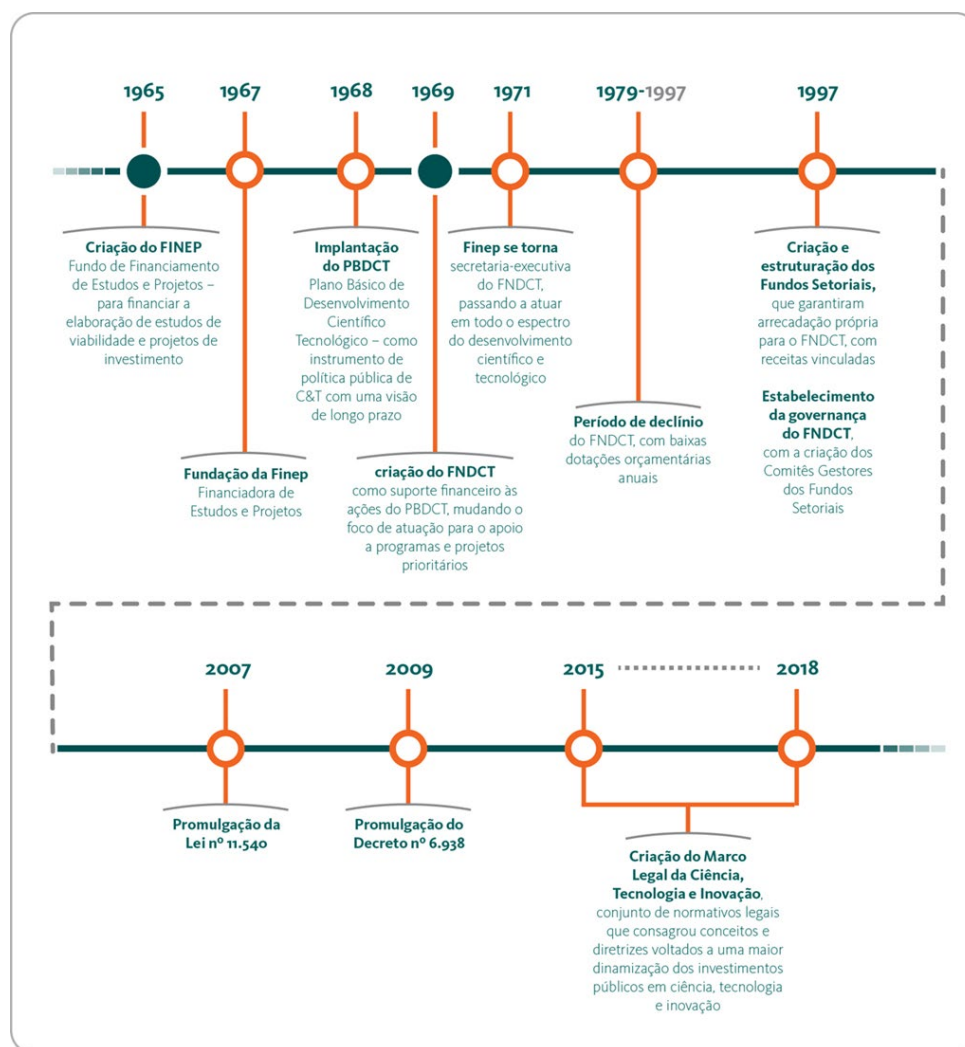 1965
Criação do FINEP
Fundo de Financiamento
de Estudos e Projetos –
para financiar a
elaboração de estudos de
viabilidade e projetos de
investimento
1967
Fundação da Finep
Financiadora de
Estudos e Projetos
1968
Implantação
do PBDCT
Plano Básico de
Desenvolvimento
Científico
Tecnológico – como
instrumento de
política pública de
C&T com uma visão
de longo prazo
1969
criação do FNDCT
como suporte financeiro às
ações do PBDCT, mudando o
foco de atuação para o apoio
a programas e projetos
prioritários
1971
Finep se torna
secretaria-executiva
do FNDCT,
passando a atuar
em todo o espectro
do desenvolvimento
científico e
tecnológico
1979-1997
Período de declínio
do FNDCT, com baixas
dotações orçamentárias
anuais
1997
Criação e
estruturação dos
Fundos Setoriais,
que garantiram
arrecadação própria
para o FNDCT, com
receitas vinculadas
Estabelecimento
da governança
do FNDCT,
com a criação dos
Comitês Gestores
dos Fundos
Setoriais
2007
Promulgação da
Lei nº 11.540
2009
Promulgação do
Decreto nº 6.938
2015
2018
Criação do Marco
Legal da Ciência,
Tecnologia e Inovação,
conjunto de normativos legais
que consagrou conceitos e
diretrizes voltados a uma maior
dinamização dos investimentos
públicos em ciência, tecnologia
e inovação